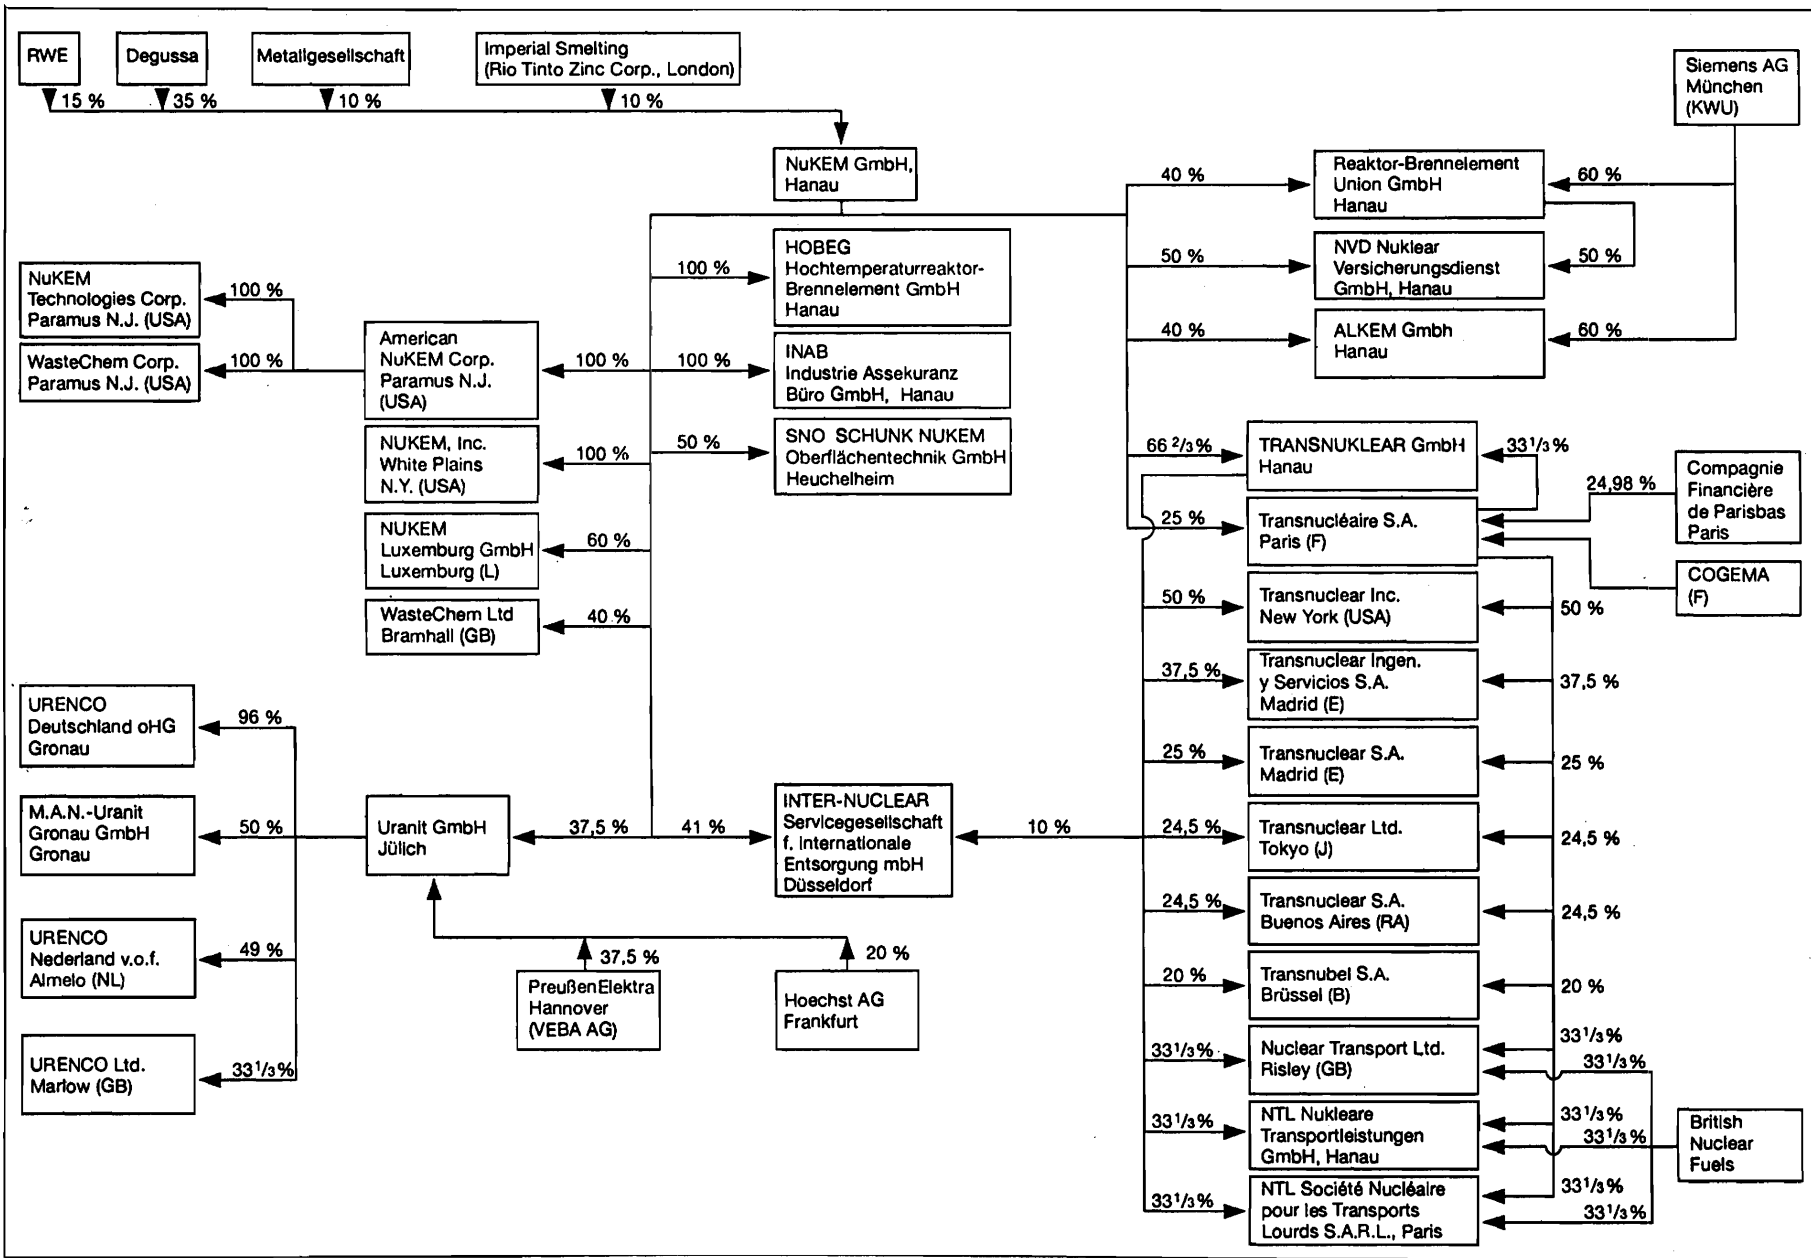 RWE
Degussa
Metallgesellschaft
Imperial Smelting
(Rio Tinto Zinc Corp., London)
15 %
35 %
10 %
10 %
Siemens AG
München
(KWU)
NuKEM GmbH,
Hanau
40 %
Reaktor-Brennelement
Union GmbH
Hanau
60 %
50 %
NVD Nuklear
Versicherungsdienst
GmbH, Hanau
50 %
40 %
ALKEM Gmbh
Hanau
60 %
100 %
HOBEG
Hochtemperaturreaktor-
Brennelement GmbH
Hanau
100 %
INAB
Industrie Assekuranz
Büro GmbH, Hanau
50 %
SNO SCHUNK NUKEM
Oberflächentechnik GmbH
Heuchelheim
NuKEM
Technologies Corp.
Paramus N.J. (USA)
100 %
WasteChem Corp.
Paramus N.J. (USA)
100 %
American
NuKEM Corp.
Paramus N.J.
(USA)
100 %
NUKEM, Inc.
White Plains
N.Y. (USA)
100 %
NUKEM
Luxemburg GmbH
Luxemburg (L)
60 %
WasteChem Ltd
Bramhall (GB)
40 %
66 2/3 %
TRANSNUKLEAR GmbH
Hanau
33 1/3 %
25 %
Transnucléaire S.A.
Paris (F)
24,98 %
Compagnie
Financière
de Parisbas
Paris
COGEMA
(F)
50 %
Transnuclear Inc.
New York (USA)
50 %
37,5 %
Transnuclear Ingen.
y Servicios S.A.
Madrid (E)
37,5 %
25 %
Transnuclear S.A.
Madrid (E)
25 %
24,5 %
Transnuclear Ltd.
Tokyo (J)
24,5 %
24,5 %
Transnuclear S.A.
Buenos Aires (RA)
24,5 %
20 %
Transnubel S.A.
Brüssel (B)
20 %
33 1/3 %
Nuclear Transport Ltd.
Risley (GB)
33 1/3 %
33 1/3 %
33 1/3 %
NTL Nukleare
Transportleistungen
GmbH, Hanau
33 1/3 %
33 1/3 %
33 1/3 %
NTL Société Nucléaire
pour les Transports
Lourds S.A.R.L., Paris
33 1/3 %
33 1/3 %
British
Nuclear
Fuels
URENCO
Deutschland oHG
Gronau
96 %
M.A.N.-Uranit
Gronau GmbH
Gronau
50 %
URENCO
Nederland v.o.f.
Almelo (NL)
49 %
URENCO Ltd.
Marlow (GB)
33 1/3 %
Uranit GmbH
Jülich
37,5 %
41 %
INTER-NUCLEAR
Servicegesellschaft
f. Internationale
Entsorgung mbH
Düsseldorf
10 %
37,5 %
PreußenElektra
Hannover
(VEBA AG)
20 %
Hoechst AG
Frankfurt